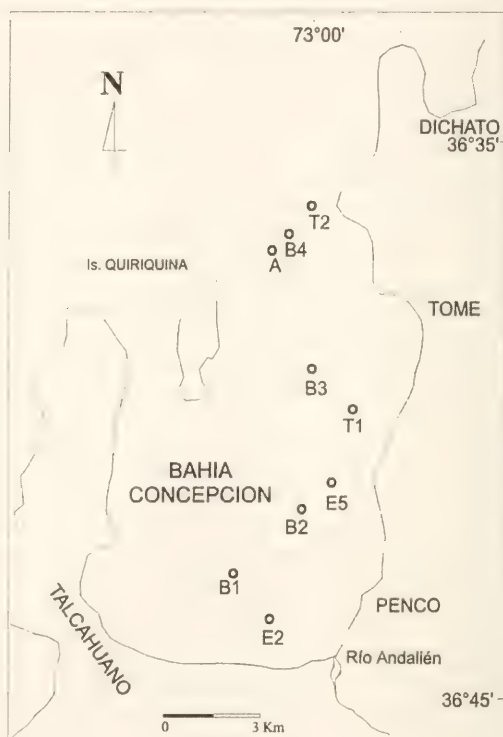 73°00'
N
DICHATO
36°35'
T2
B4
A
Is. QUIRIQUINA
TOME
B3
T1
BAHIA
CONCEPCION
E5
B2
B1
E2
TALCAHUANO
PENCO
Río Andalién
36°45'
0 3 Km